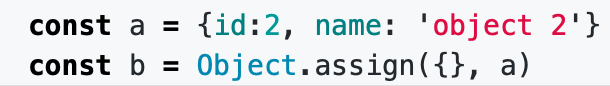 const a = {id:2, name: 'object 2'}
const b = Object.assign({}, a)